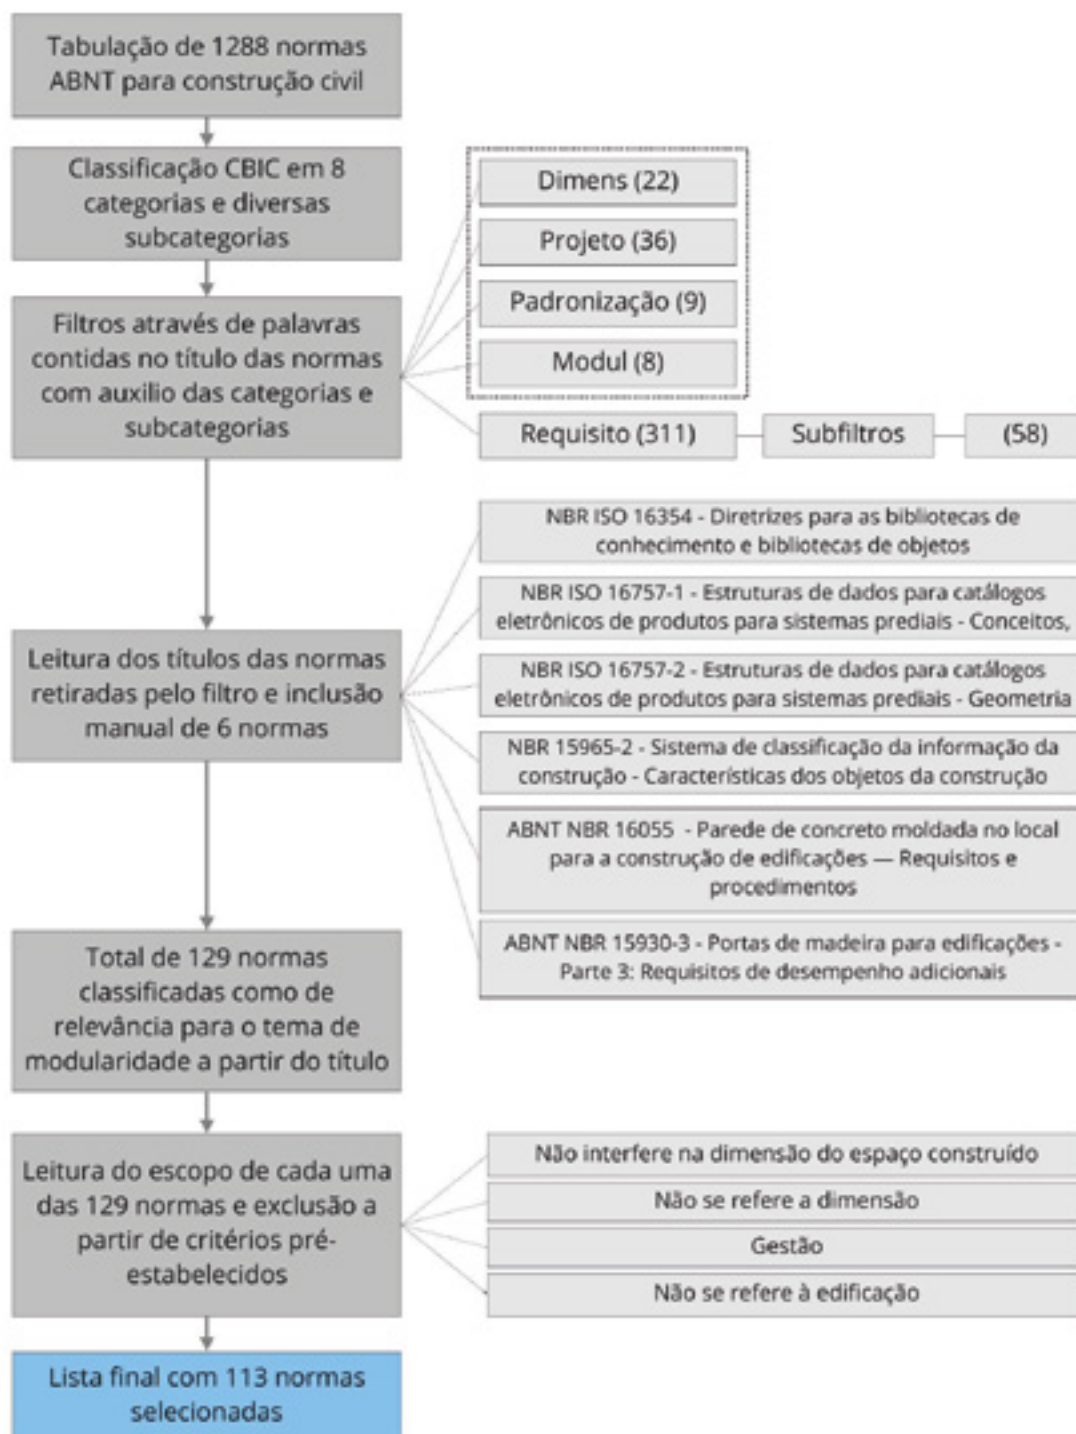 Tabulação de 1288 normas
ABNT para construção civil
Classificação CBIC em 8
categorias e diversas
subcategorias
Filtros através de palavras
contidas no título das normas
com auxilio das categorias e
subcategorias
Dimens (22)
Projeto (36)
Padronização (9)
Modul (8)
Requisito (311)
Subfiltros
(58)
Leitura dos títulos das normas
retiradas pelo filtro e inclusão
manual de 6 normas
NBR ISO 16354 - Diretrizes para as bibliotecas de
conhecimento e bibliotecas de objetos
NBR ISO 16757-1 - Estruturas de dados para catálogos
eletrônicos de produtos para sistemas prediais - Conceitos,
NBR ISO 16757-2 - Estruturas de dados para catálogos
eletrônicos de produtos para sistemas prediais - Geometria
NBR 15965-2 - Sistema de classificação da informação da
construção - Características dos objetos da construção
ABNT NBR 16055 - Parede de concreto moldada no local
para a construção de edificações — Requisitos e
procedimentos
ABNT NBR 15930-3 - Portas de madeira para edificações -
Parte 3: Requisitos de desempenho adicionais
Total de 129 normas
classificadas como de
relevância para o tema de
modularidade a partir do título
Leitura do escopo de cada uma
das 129 normas e exclusão a
partir de critérios pré-
estabelecidos
Não interfere na dimensão do espaço construído
Não se refere a dimensão
Gestão
Não se refere à edificação
Lista final com 113 normas
selecionadas